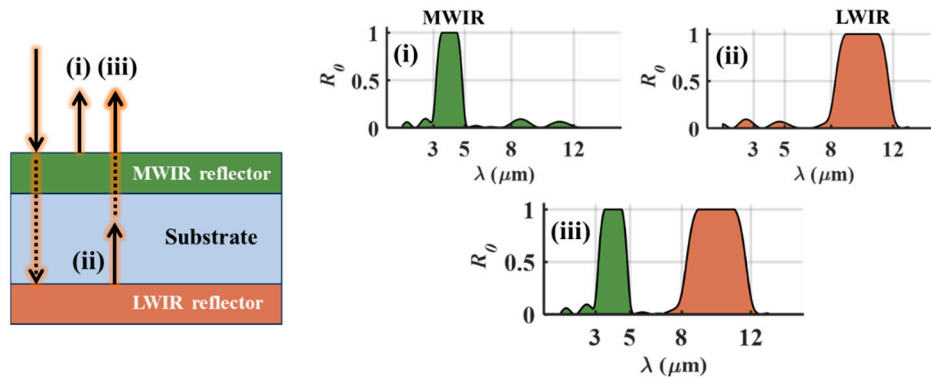 (i) (iii)
MWIR reflector
Substrate
(ii)
LWIR reflector
MWIR
(i)
R₀
1
0.5
0
3 5 8 12
λ (μm)
LWIR
(ii)
R₀
1
0.5
0
3 5 8 12
λ (μm)
(iii)
R₀
1
0.5
0
3 5 8 12
λ (μm)